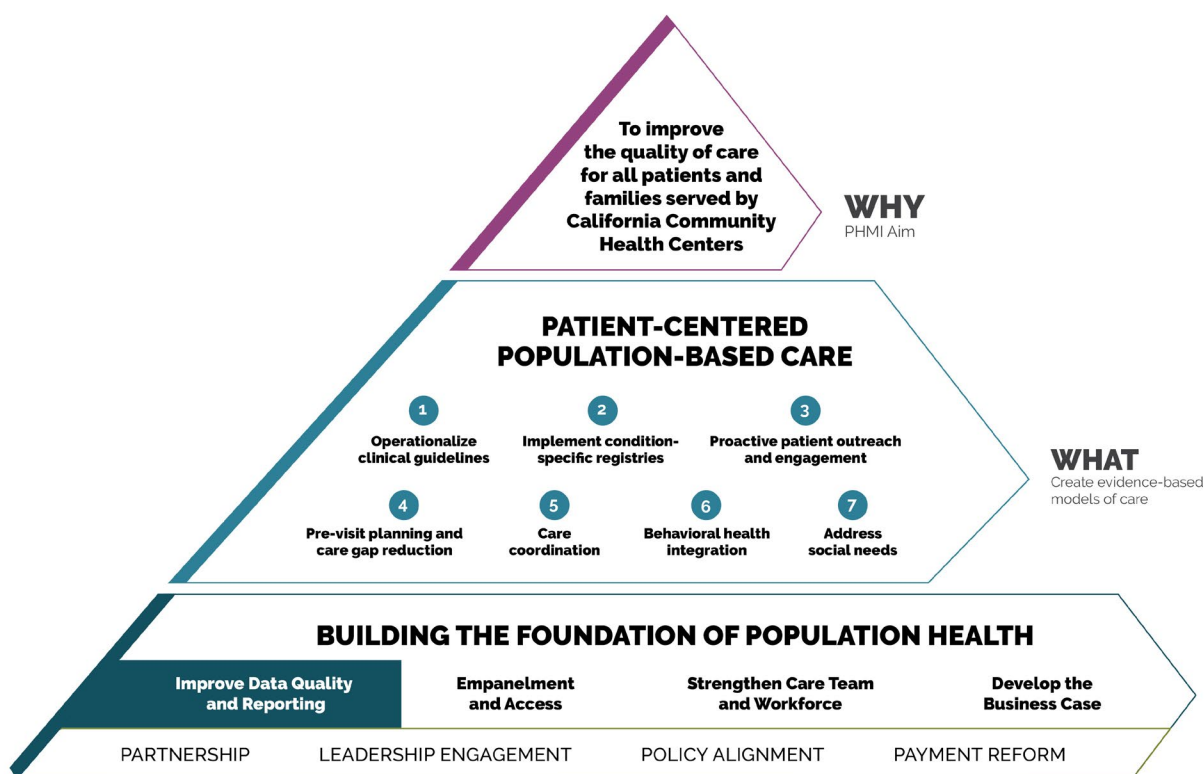 To improve
the quality of care
for all patients and
families served by
California Community
Health Centers
WHY
PHMI Aim
PATIENT-CENTERED
POPULATION-BASED CARE
1
Operationalize
clinical guidelines
2
Implement condition-
specific registries
3
Proactive patient outreach
and engagement
4
Pre-visit planning and
care gap reduction
5
Care
coordination
6
Behavioral health
integration
7
Address
social needs
WHAT
Create evidence-based
models of care
BUILDING THE FOUNDATION OF POPULATION HEALTH
Improve Data Quality
and Reporting
Empanelment
and Access
Strengthen Care Team
and Workforce
Develop the
Business Case
PARTNERSHIP
LEADERSHIP ENGAGEMENT
POLICY ALIGNMENT
PAYMENT REFORM